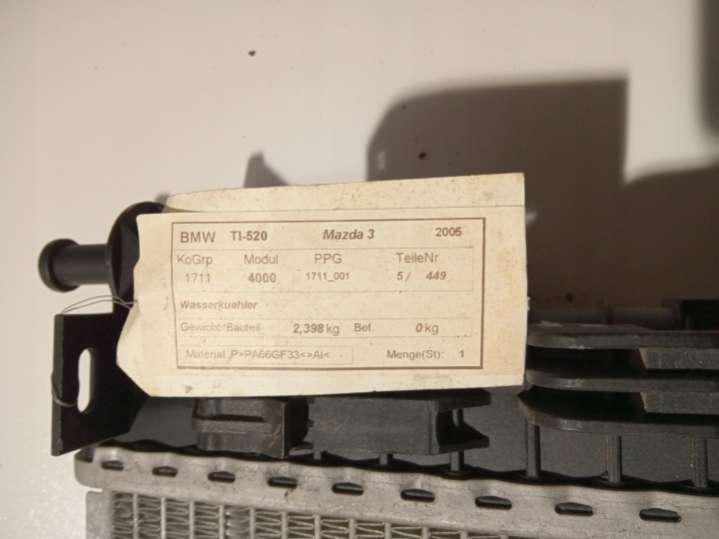 BMW TI-520 Mazda 3 2005
KoGrp Modul PPG TeileNr
1711 4000 1711_001 5 / 449
Wasserkuehler
Gewicht: Bauteil 2,398 kg Bef. 0 kg
Material P>PA66GF33<>Al< Menge(St): 1